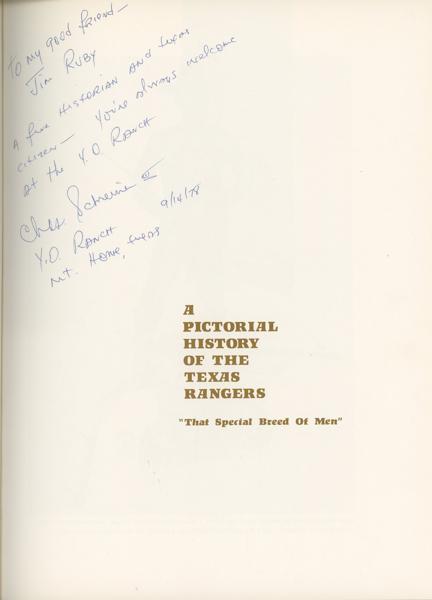 To my good friend—
Jim Ruby
A fine Historian and Texas
citizen— You're always welcome
at the Y.O. Ranch
Chas. Schreiner III
9/14/78
Y.O. Ranch
Mt. Home, Texas
A
PICTORIAL
HISTORY
OF THE
TEXAS
RANGERS
"That Special Breed Of Men"